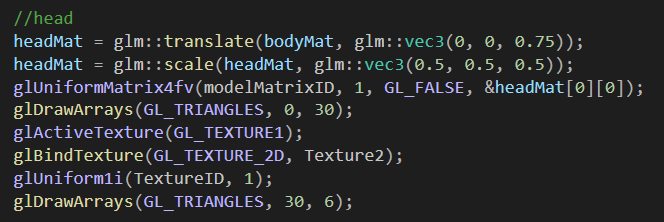 //head
headMat = glm::translate(bodyMat, glm::vec3(0, 0, 0.75));
headMat = glm::scale(headMat, glm::vec3(0.5, 0.5, 0.5));
glUniformMatrix4fv(modelMatrixID, 1, GL_FALSE, &headMat[0][0]);
glDrawArrays(GL_TRIANGLES, 0, 30);
glActiveTexture(GL_TEXTURE1);
glBindTexture(GL_TEXTURE_2D, Texture2);
glUniform1i(TextureID, 1);
glDrawArrays(GL_TRIANGLES, 30, 6);